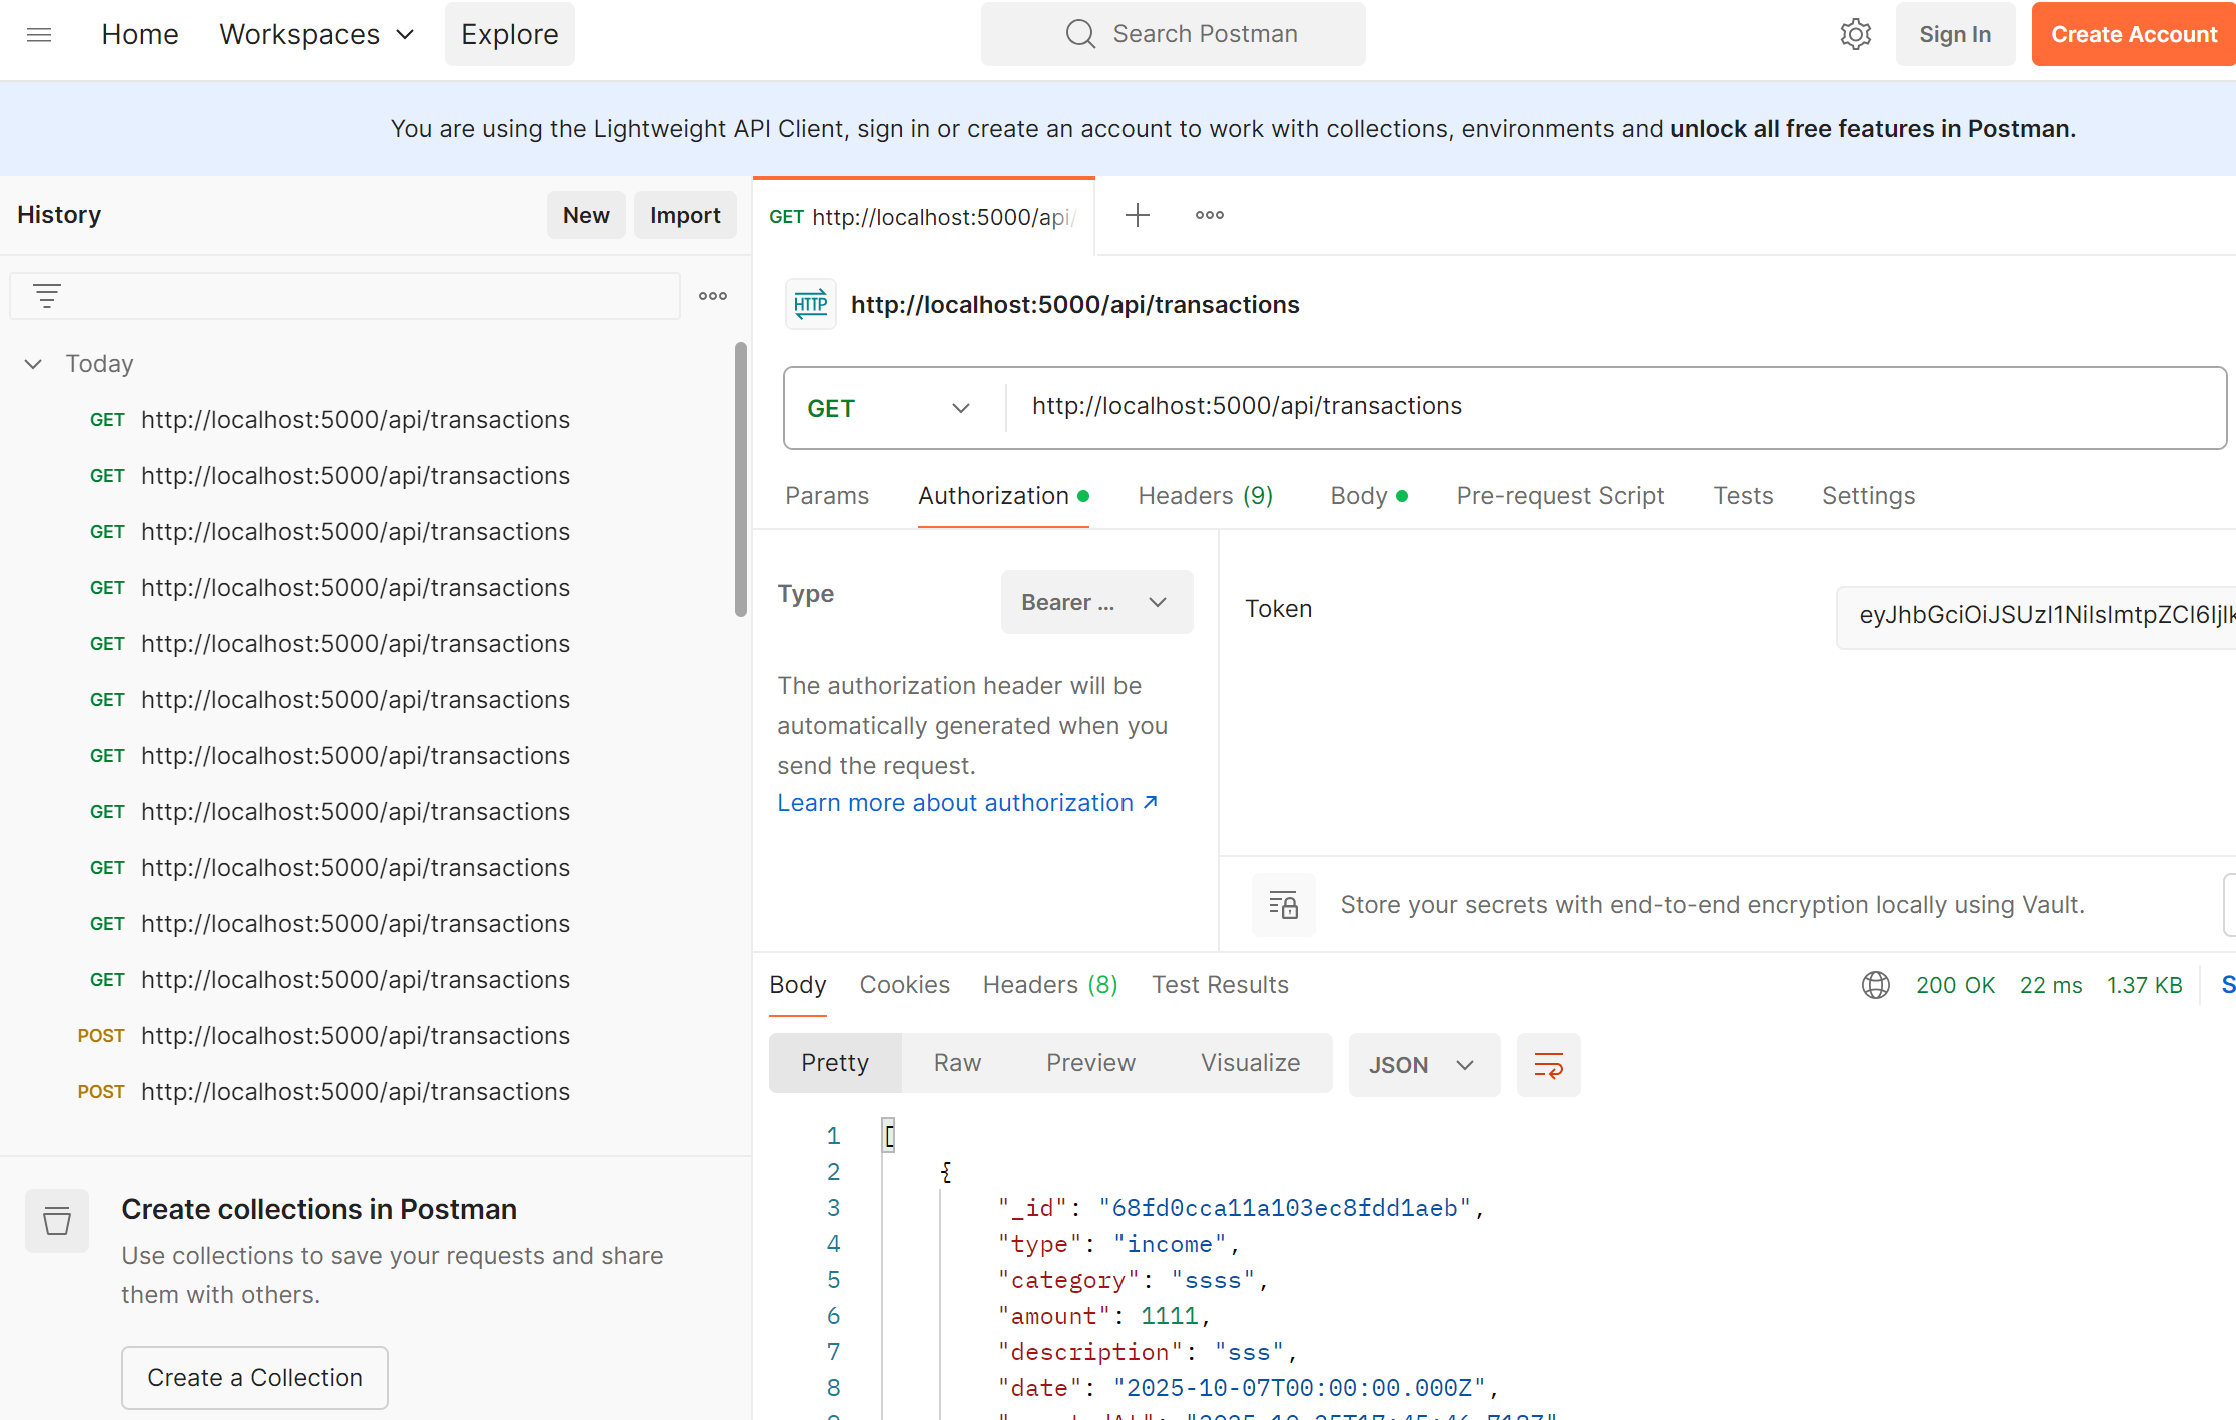 Home Workspaces Explore Search Postman Sign In Create Account
You are using the Lightweight API Client, sign in or create an account to work with collections, environments and unlock all free features in Postman.
History New Import
Today
GET http://localhost:5000/api/transactions
GET http://localhost:5000/api/transactions
GET http://localhost:5000/api/transactions
GET http://localhost:5000/api/transactions
GET http://localhost:5000/api/transactions
GET http://localhost:5000/api/transactions
GET http://localhost:5000/api/transactions
GET http://localhost:5000/api/transactions
GET http://localhost:5000/api/transactions
GET http://localhost:5000/api/transactions
GET http://localhost:5000/api/transactions
POST http://localhost:5000/api/transactions
POST http://localhost:5000/api/transactions
Create collections in Postman
Use collections to save your requests and share
them with others.
Create a Collection
GET http://localhost:5000/api/
HTTP http://localhost:5000/api/transactions
GET http://localhost:5000/api/transactions
Params Authorization Headers (9) Body Pre-request Script Tests Settings
Type Bearer ...
The authorization header will be
automatically generated when you
send the request.
Learn more about authorization
Token
Store your secrets with end-to-end encryption locally using Vault.
Body Cookies Headers (8) Test Results 200 OK 22 ms 1.37 KB
Pretty Raw Preview Visualize JSON
1 [
2 {
3 "_id": "68fd0cca11a103ec8fdd1aeb",
4 "type": "income",
5 "category": "ssss",
6 "amount": 1111,
7 "description": "sss",
8 "date": "2025-10-07T00:00:00.000Z",